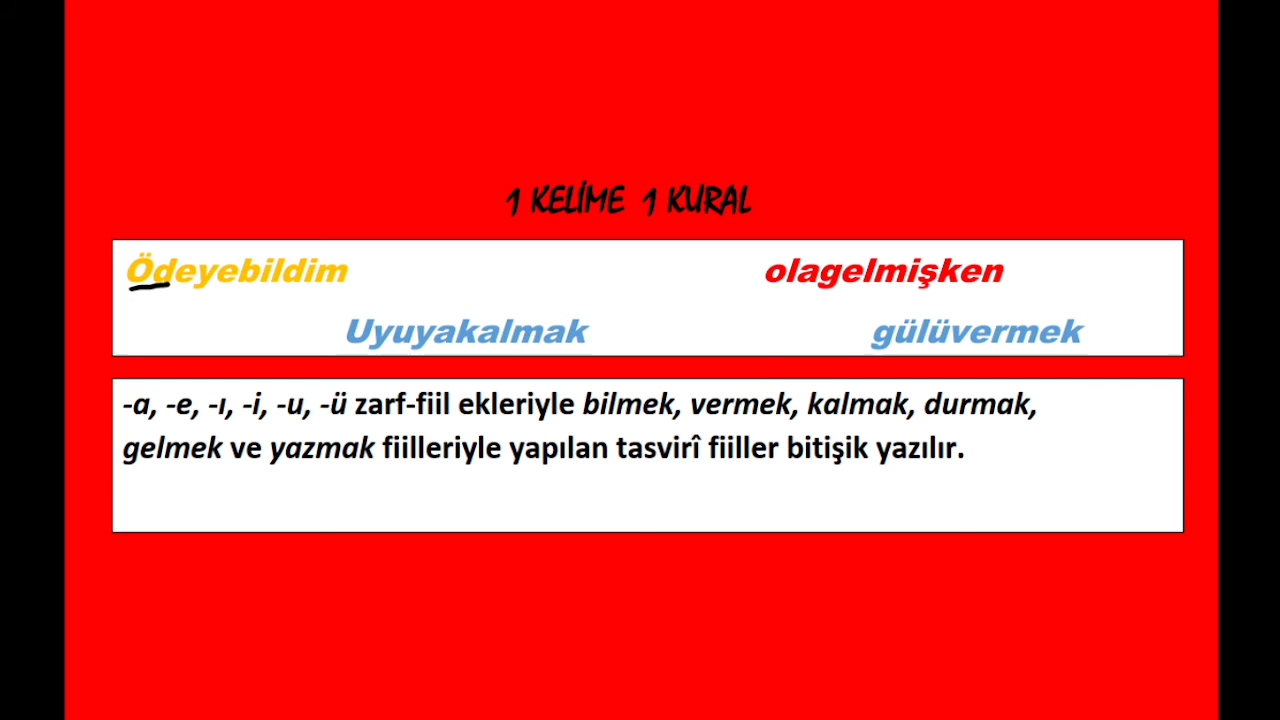 1 KELİME 1 KURAL
Ödeyebildim olagelmişken
Uyuyakalmak gülüvermek
-a, -e, -ı, -i, -u, -ü zarf-fiil ekleriyle bilmek, vermek, kalmak, durmak,
gelmek ve yazmak fiilleriyle yapılan tasvirî fiiller bitişik yazılır.